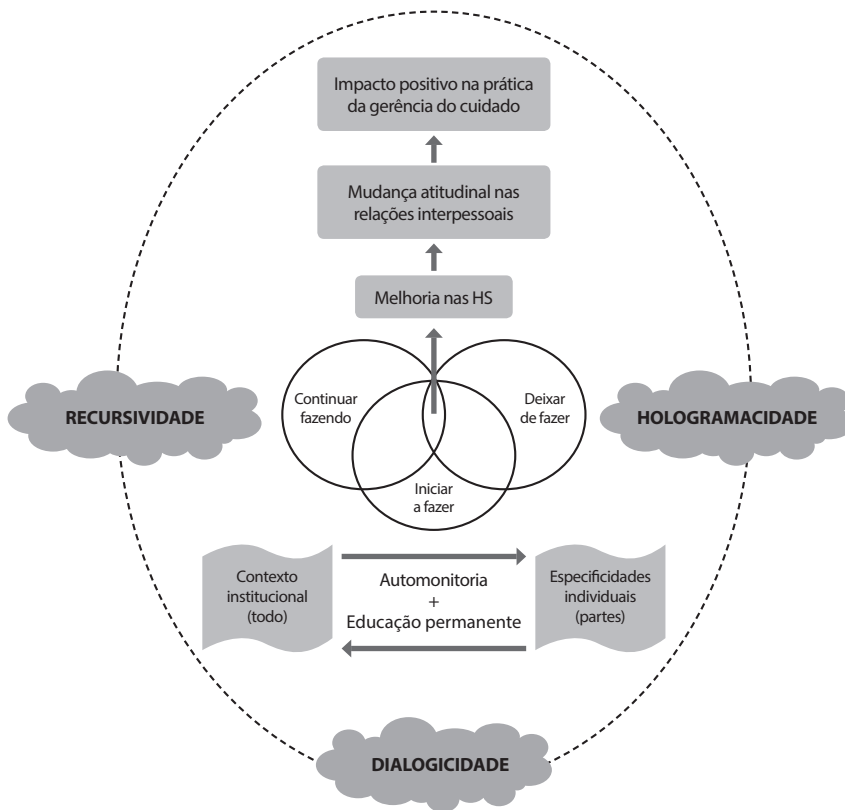 Impacto positivo na prática
da gerência do cuidado
Mudança atitudinal nas
relações interpessoais
Melhoria nas HS
Continuar
fazendo
Deixar
de fazer
RECURSIVIDADE
HOLOGRAMACIDADE
Iniciar
a fazer
Contexto
institucional
(todo)
Automonitoria
+
Educação permanente
Especificidades
individuais
(partes)
DIALOGICIDADE